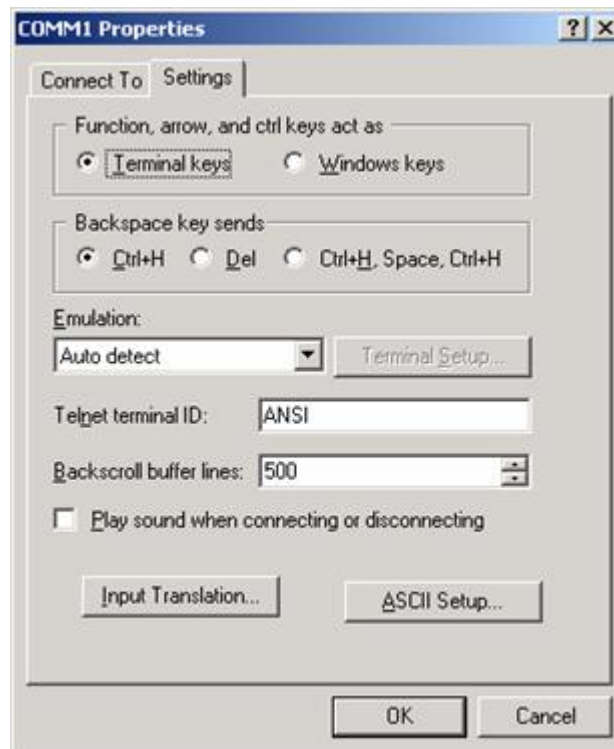 COMM1 Properties
Connect To Settings
Function, arrow, and ctrl keys act as
Terminal keys Windows keys
Backspace key sends
Ctrl+H Del Ctrl+H, Space, Ctrl+H
Emulation:
Auto detect Terminal Setup...
Telnet terminal ID: ANSI
Backscroll buffer lines: 500
Play sound when connecting or disconnecting
Input Translation... ASCII Setup...
OK Cancel